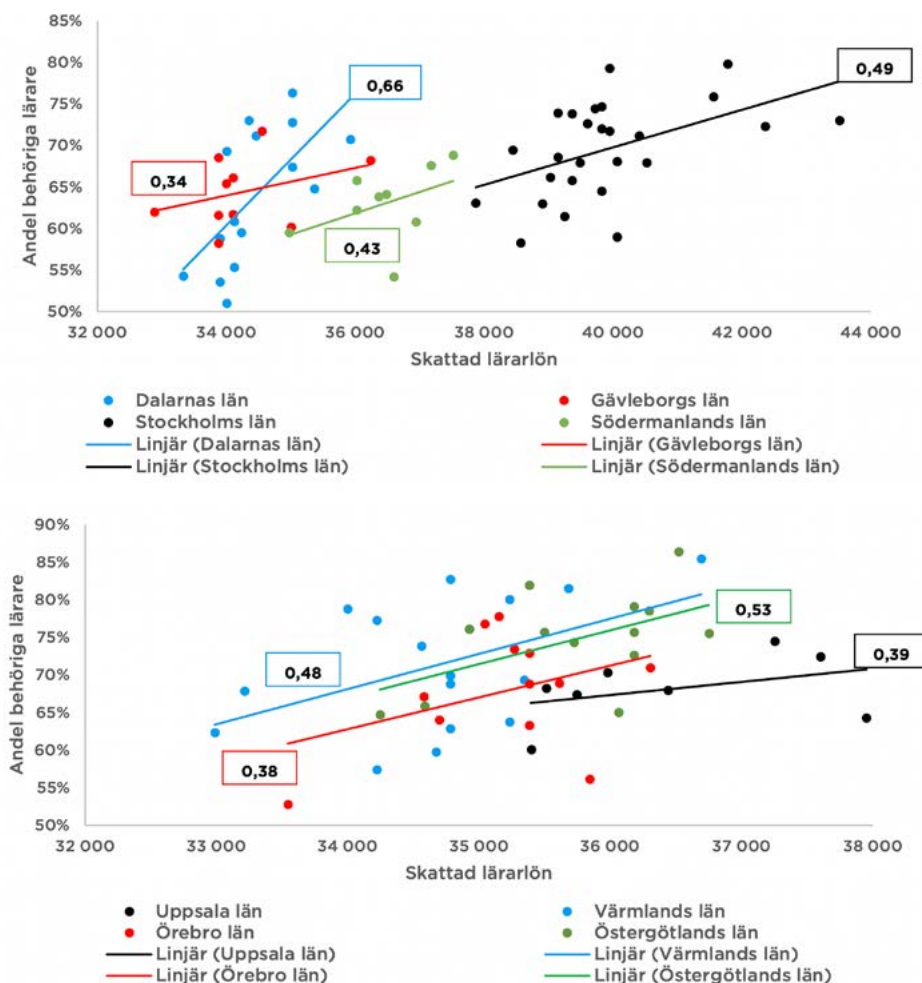 85%
80%
75%
70%
65%
60%
55%
50%
Andel behöriga lärare
0,66
0,49
0,34
0,43
32 000 34 000 36 000 38 000 40 000 42 000 44 000
Skattad lärarlön
Dalarnas län Gävleborgs län
Stockholms län Södermanlands län
Linjär (Dalarnas län) Linjär (Gävleborgs län)
Linjär (Stockholms län) Linjär (Södermanlands län)
90%
85%
80%
75%
70%
65%
60%
55%
50%
Andel behöriga lärare
0,53
0,39
0,48
0,38
32 000 33 000 34 000 35 000 36 000 37 000 38 000
Skattad lärarlön
Uppsala län Värmlands län
Örebro län Östergötlands län
Linjär (Uppsala län) Linjär (Värmlands län)
Linjär (Örebro län) Linjär (Östergötlands län)